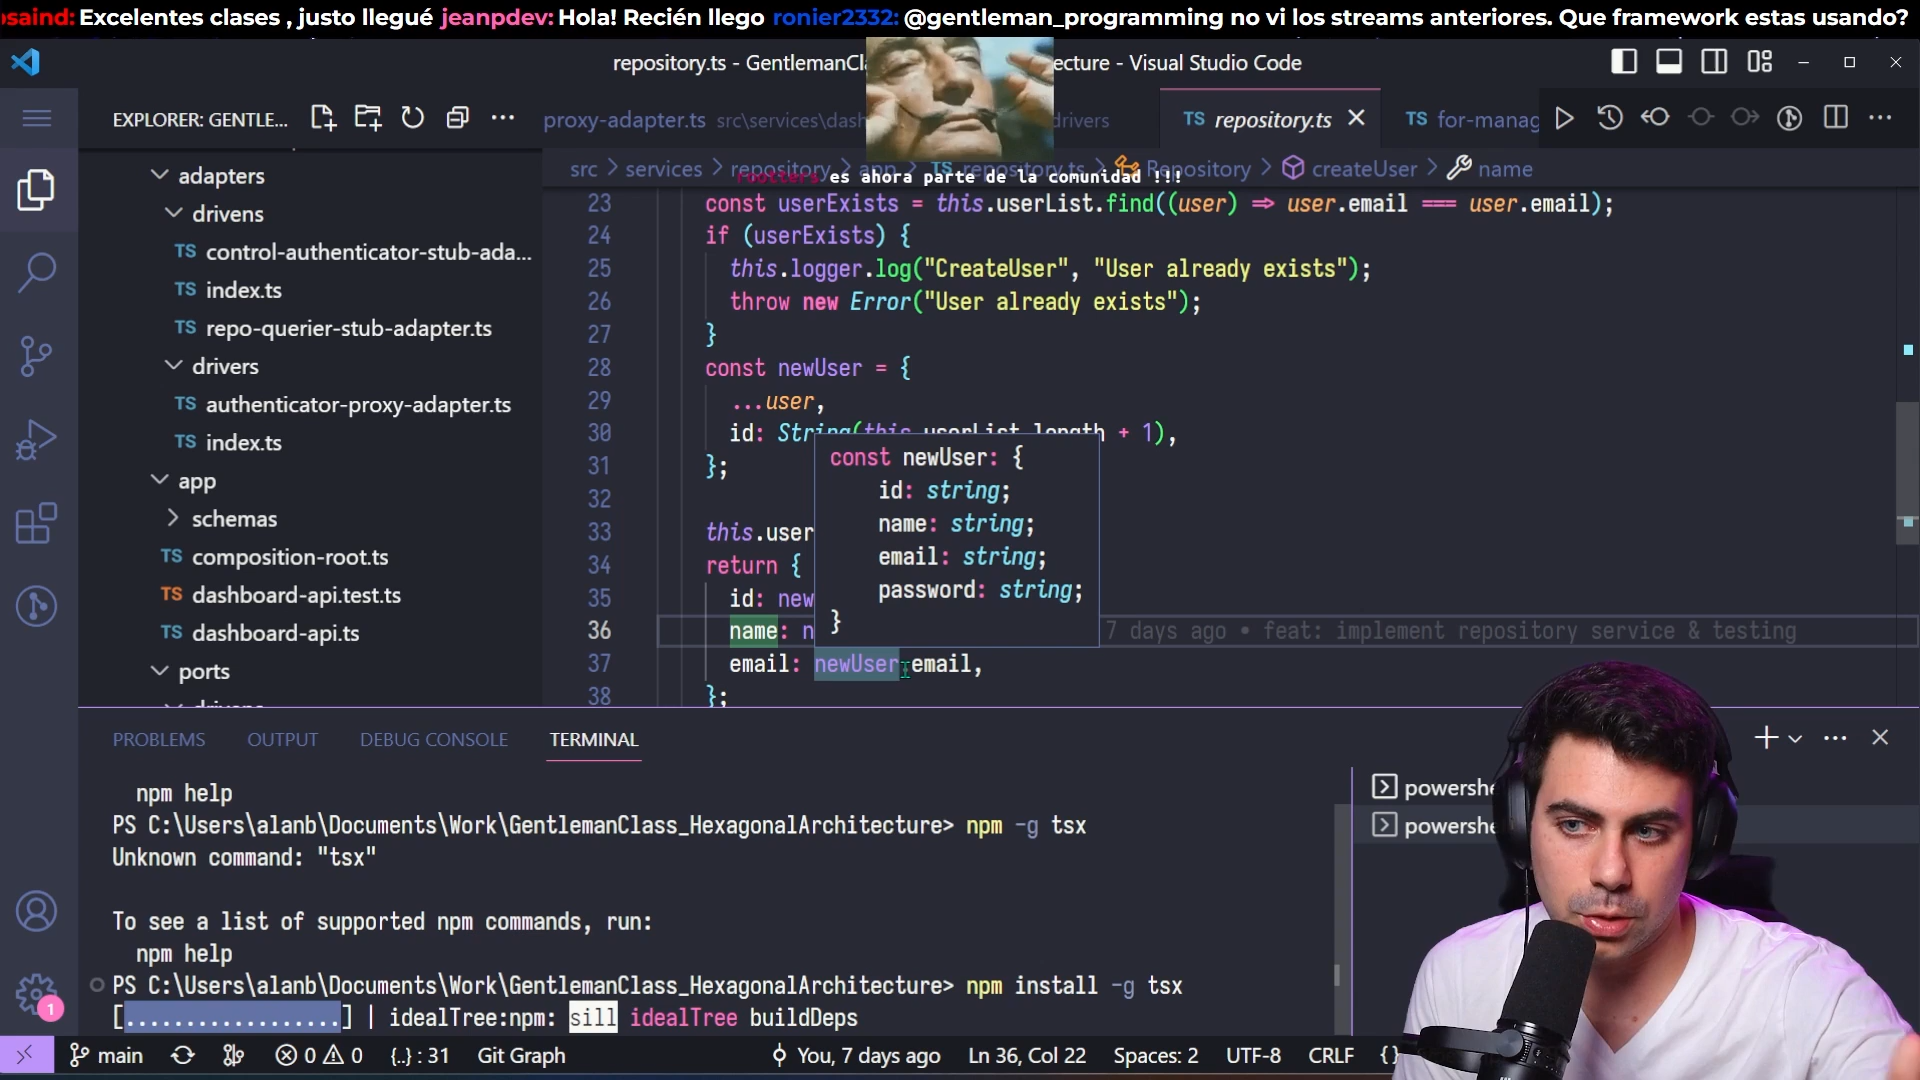 saind: Excelentes clases , justo llegué jeanpdev: Hola! Recién llego ronier2332: @gentleman_programming no vi los streams anteriores. Que framework estas usando?
repository.ts - GentlemanCla ecture - Visual Studio Code
EXPLORER: GENTLE...
proxy-adapter.ts src\services\dash drivers
TS repository.ts
TS for-manag
src > services > repository > app > TS repository.ts > Repository > createUser > name
es ahora parte de la comunidad !!!
adapters
drivens
TS control-authenticator-stub-ada...
TS index.ts
TS repo-querier-stub-adapter.ts
drivers
TS authenticator-proxy-adapter.ts
TS index.ts
app
schemas
TS composition-root.ts
TS dashboard-api.test.ts
TS dashboard-api.ts
ports
23 const userExists = this.userList.find((user) => user.email === user.email);
24 if (userExists) {
25 this.logger.log("CreateUser", "User already exists");
26 throw new Error("User already exists");
27 }
28 const newUser = {
29 ...user,
30 id: String(this.userList.length + 1),
31 };
32
33 this.user
34 return {
35 id: new
36 name: n
37 email: newUser.email,
38 };
const newUser: {
id: string;
name: string;
email: string;
password: string;
}
7 days ago • feat: implement repository service & testing
PROBLEMS
OUTPUT
DEBUG CONSOLE
TERMINAL
npm help
PS C:\Users\alanb\Documents\Work\GentlemanClass_HexagonalArchitecture> npm -g tsx
Unknown command: "tsx"
To see a list of supported npm commands, run:
npm help
PS C:\Users\alanb\Documents\Work\GentlemanClass_HexagonalArchitecture> npm install -g tsx
[..................] | idealTree:npm: sill idealTree buildDeps
powershe
powershe
1
main
0 0
{..} : 31
Git Graph
You, 7 days ago
Ln 36, Col 22
Spaces: 2
UTF-8
CRLF
{}